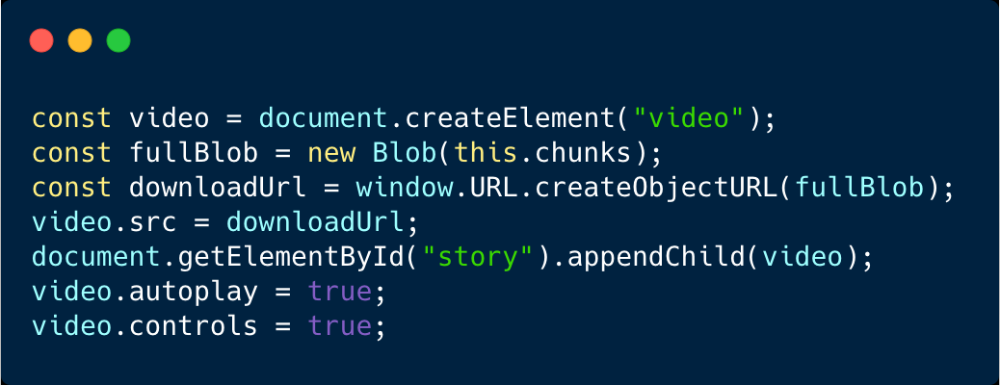 const video = document.createElement("video");
const fullBlob = new Blob(this.chunks);
const downloadUrl = window.URL.createObjectURL(fullBlob);
video.src = downloadUrl;
document.getElementById("story").appendChild(video);
video.autoplay = true;
video.controls = true;